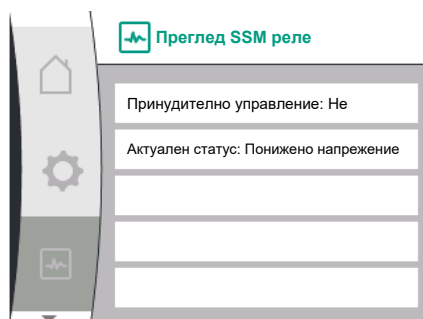 Преглед SSM реле
Принудително управление: Не
Актуален статус: Понижено напрежение